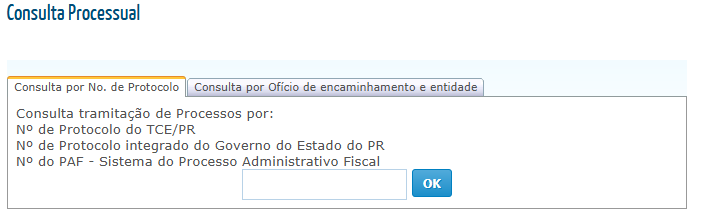 Consulta Processual
Consulta por No. de Protocolo
Consulta por Ofício de encaminhamento e entidade
Consulta tramitação de Processos por:
Nº de Protocolo do TCE/PR
Nº de Protocolo integrado do Governo do Estado do PR
Nº do PAF - Sistema do Processo Administrativo Fiscal
OK